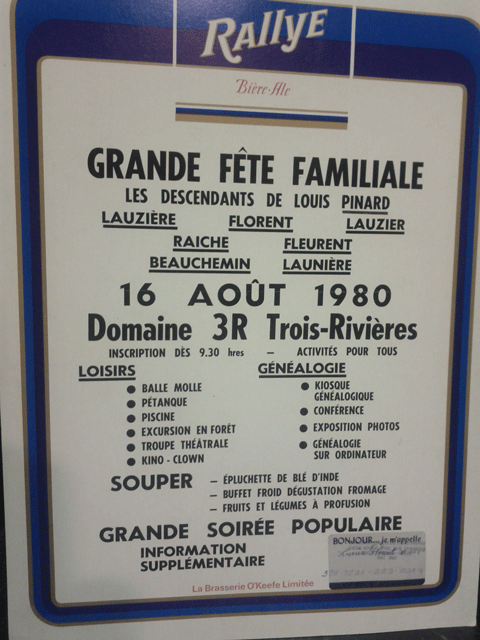 Rallye
Bière-Ale
GRANDE FÊTE FAMILIALE
LES DESCENDANTS DE LOUIS PINARD
LAUZIÈRE FLORENT LAUZIER
RAICHE FLEURENT
BEAUCHEMIN LAUNIÈRE
16 AOÛT 1980
Domaine 3R Trois-Rivières
INSCRIPTION DÈS 9.30 hres — ACTIVITÉS POUR TOUS
LOISIRS
● BALLE MOLLE
● PÉTANQUE
● PISCINE
● EXCURSION EN FORÊT
● TROUPE THÉÂTRALE
● KINO - CLOWN
GÉNÉALOGIE
● KIOSQUE
GÉNÉALOGIQUE
● CONFÉRENCE
● EXPOSITION PHOTOS
● GÉNÉALOGIE
SUR ORDINATEUR
SOUPER — ÉPLUCHETTE DE BLÉ D'INDE
— BUFFET FROID DÉGUSTATION FROMAGE
— FRUITS ET LÉGUMES À PROFUSION
GRANDE SOIRÉE POPULAIRE
INFORMATION
SUPPLÉMENTAIRE
BONJOUR... je m'appelle
La Brasserie O'Keefe Limitée